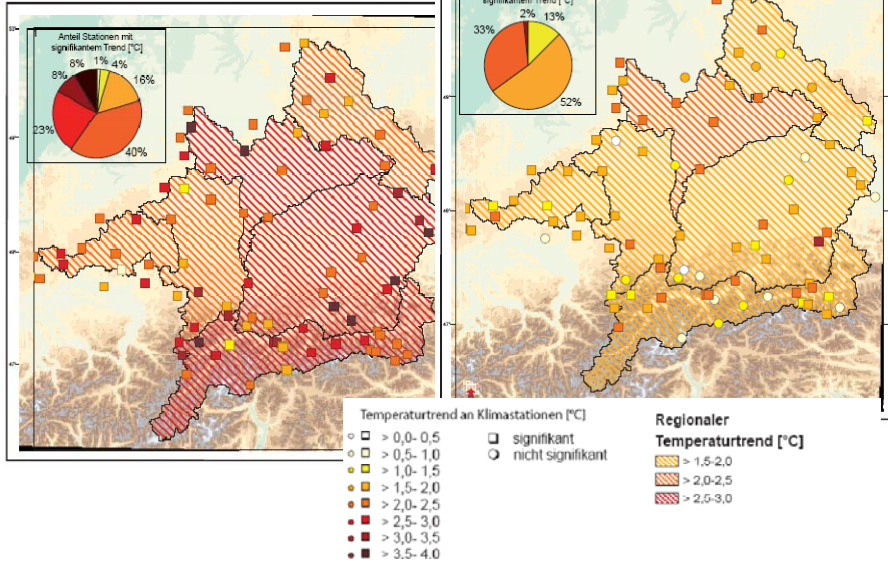 Anteil Stationen mit
signifikantem Trend [°C]
8%
1%
4%
8%
16%
23%
40%
signifikantem Trend [°C]
2%
13%
33%
52%
Temperaturtrend an Klimastationen [°C]
> 0,0- 0,5
> 0,5- 1,0
> 1,0- 1,5
> 1,5- 2,0
> 2,0- 2,5
> 2,5- 3,0
> 3,0- 3,5
> 3,5- 4,0
signifikant
nicht signifikant
Regionaler
Temperaturtrend [°C]
> 1,5-2,0
> 2,0-2,5
> 2,5-3,0